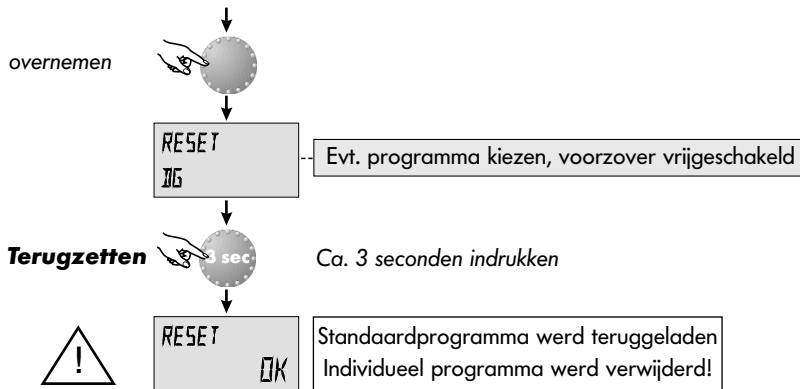 overnemen
RESET
DG
Evt. programma kiezen, voorzover vrijgeschakeld
Terugzetten
3 sec
Ca. 3 seconden indrukken
!
RESET
OK
Standaardprogramma werd teruggeladen
Individueel programma werd verwijderd!